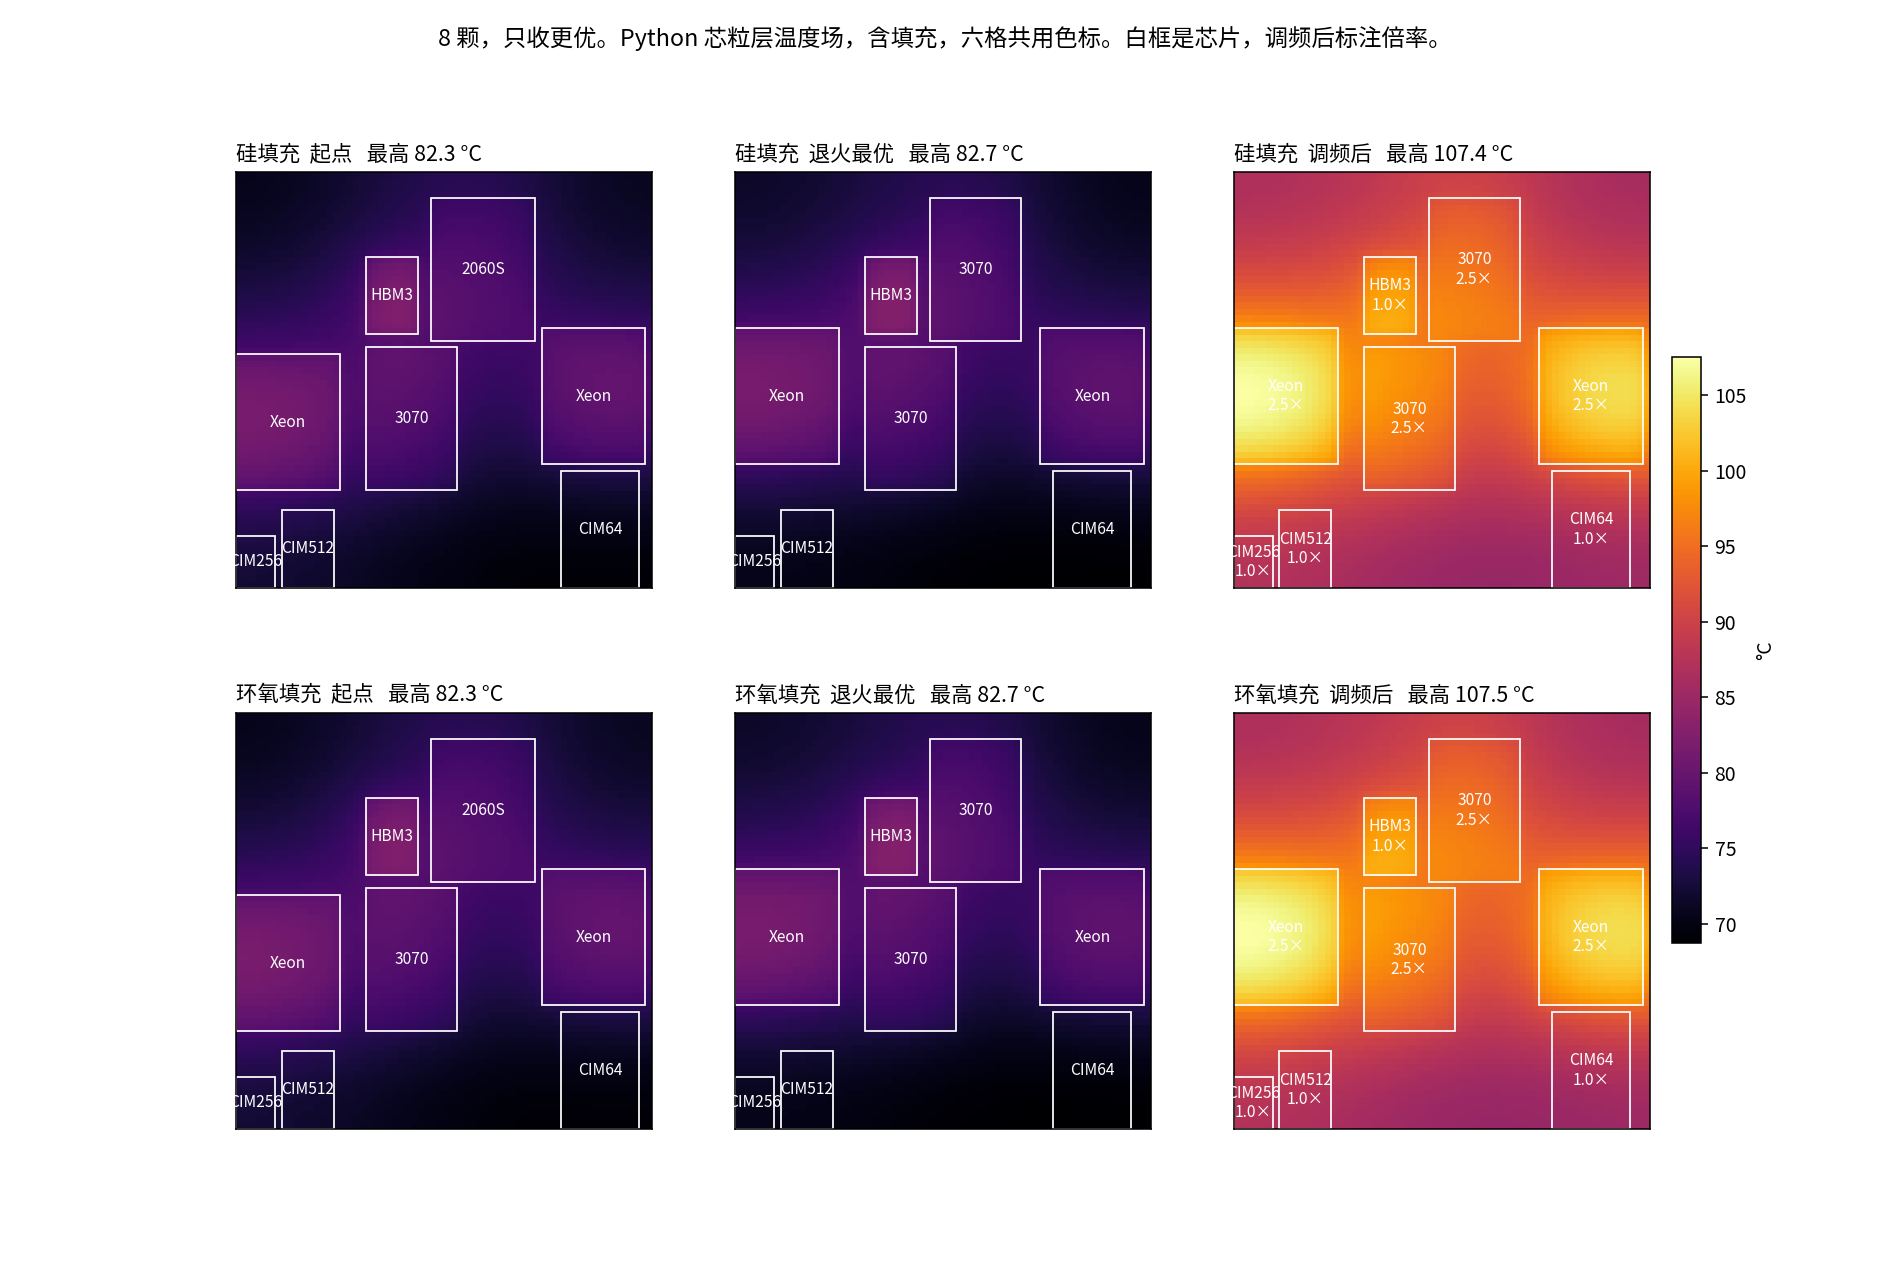 8 颗，只收更优。Python 芯粒层温度场，含填充，六格共用色标。白框是芯片，调频后标注倍率。
硅填充 起点 最高 82.3 °C
2060S
HBM3
Xeon
3070
Xeon
CIM64
CIM512
CIM256
硅填充 退火最优 最高 82.7 °C
3070
HBM3
Xeon
3070
Xeon
CIM64
CIM512
CIM256
硅填充 调频后 最高 107.4 °C
3070
2.5×
HBM3
1.0×
Xeon
2.5×
3070
2.5×
Xeon
2.5×
CIM64
1.0×
CIM512
1.0×
CIM256
1.0×
环氧填充 起点 最高 82.3 °C
2060S
HBM3
Xeon
3070
Xeon
CIM64
CIM512
CIM256
环氧填充 退火最优 最高 82.7 °C
3070
HBM3
Xeon
3070
Xeon
CIM64
CIM512
CIM256
环氧填充 调频后 最高 107.5 °C
3070
2.5×
HBM3
1.0×
Xeon
2.5×
3070
2.5×
Xeon
2.5×
CIM64
1.0×
CIM512
1.0×
CIM256
1.0×
105
100
95
90
85
80
75
70
°C